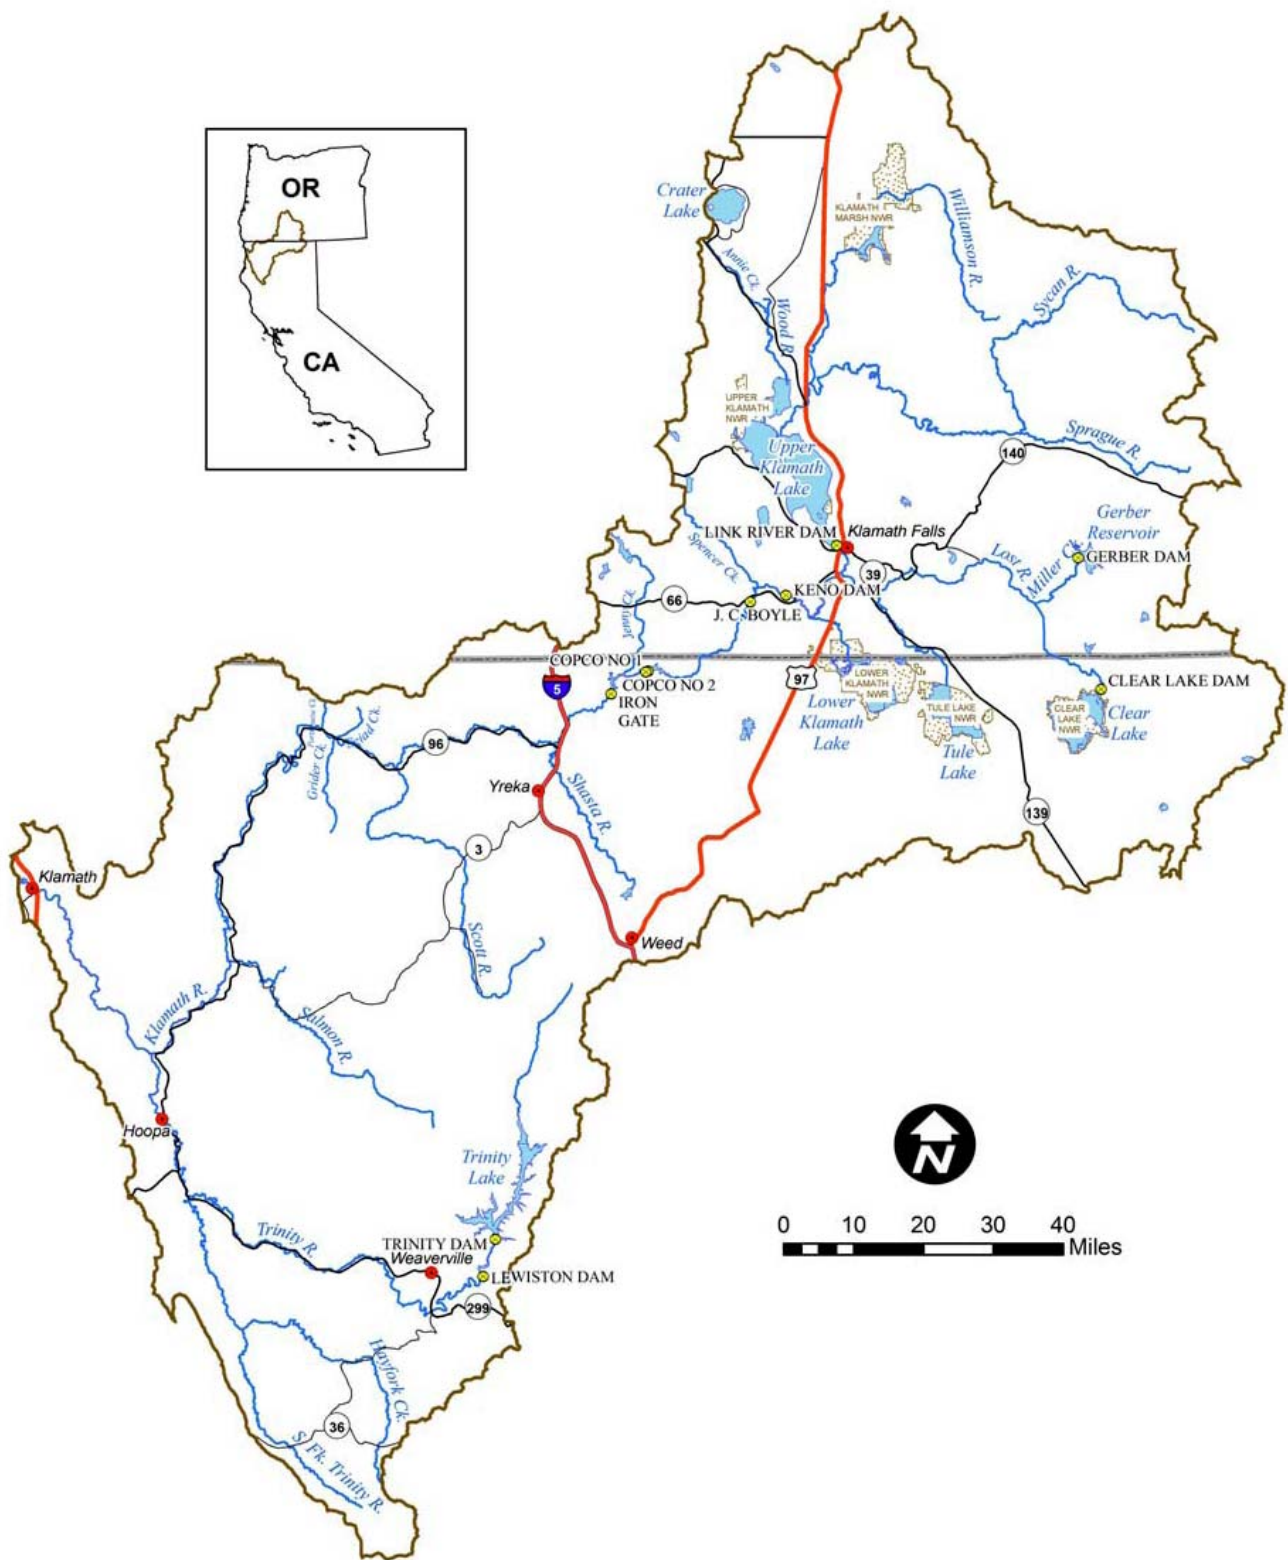 OR
CA
Crater
Lake
KLAMATH
MARSH NWR
Williamson R.
Annie Ck.
Sycan R.
Wood R.
UPPER
KLAMATH
NWR
Upper
Klamath
Lake
Sprague R.
140
LINK RIVER DAM
Klamath Falls
Gerber
Reservoir
Spencer Ck.
Lost R.
Miller Ck.
GERBER DAM
39
KENO DAM
66
J. C. BOYLE
Jenny Ck.
COPCO NO 1
COPCO NO 2
IRON
GATE
5
97
LOWER
KLAMATH
NWR
Lower
Klamath
Lake
TULE LAKE
NWR
Tule
Lake
CLEAR LAKE DAM
CLEAR
LAKE
NWR
Clear
Lake
Seiad Ck.
Grider Ck.
96
Yreka
Shasta R.
139
3
Klamath
Scott R.
Weed
Klamath R.
Salmon R.
Hoopa
Trinity
Lake
N
0 10 20 30 40
Miles
Trinity R.
TRINITY DAM
Weaverville
LEWISTON DAM
299
Hayfork Ck.
36
S. Fk. Trinity R.